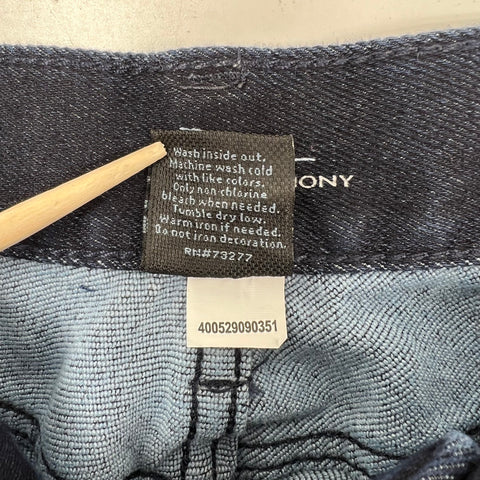 Wash inside out.
Machine wash cold
with like colors.
Only non-chlorine
bleach when needed.
Tumble dry low.
Warm iron if needed.
Do not iron decoration.
RN#73277
400529090351